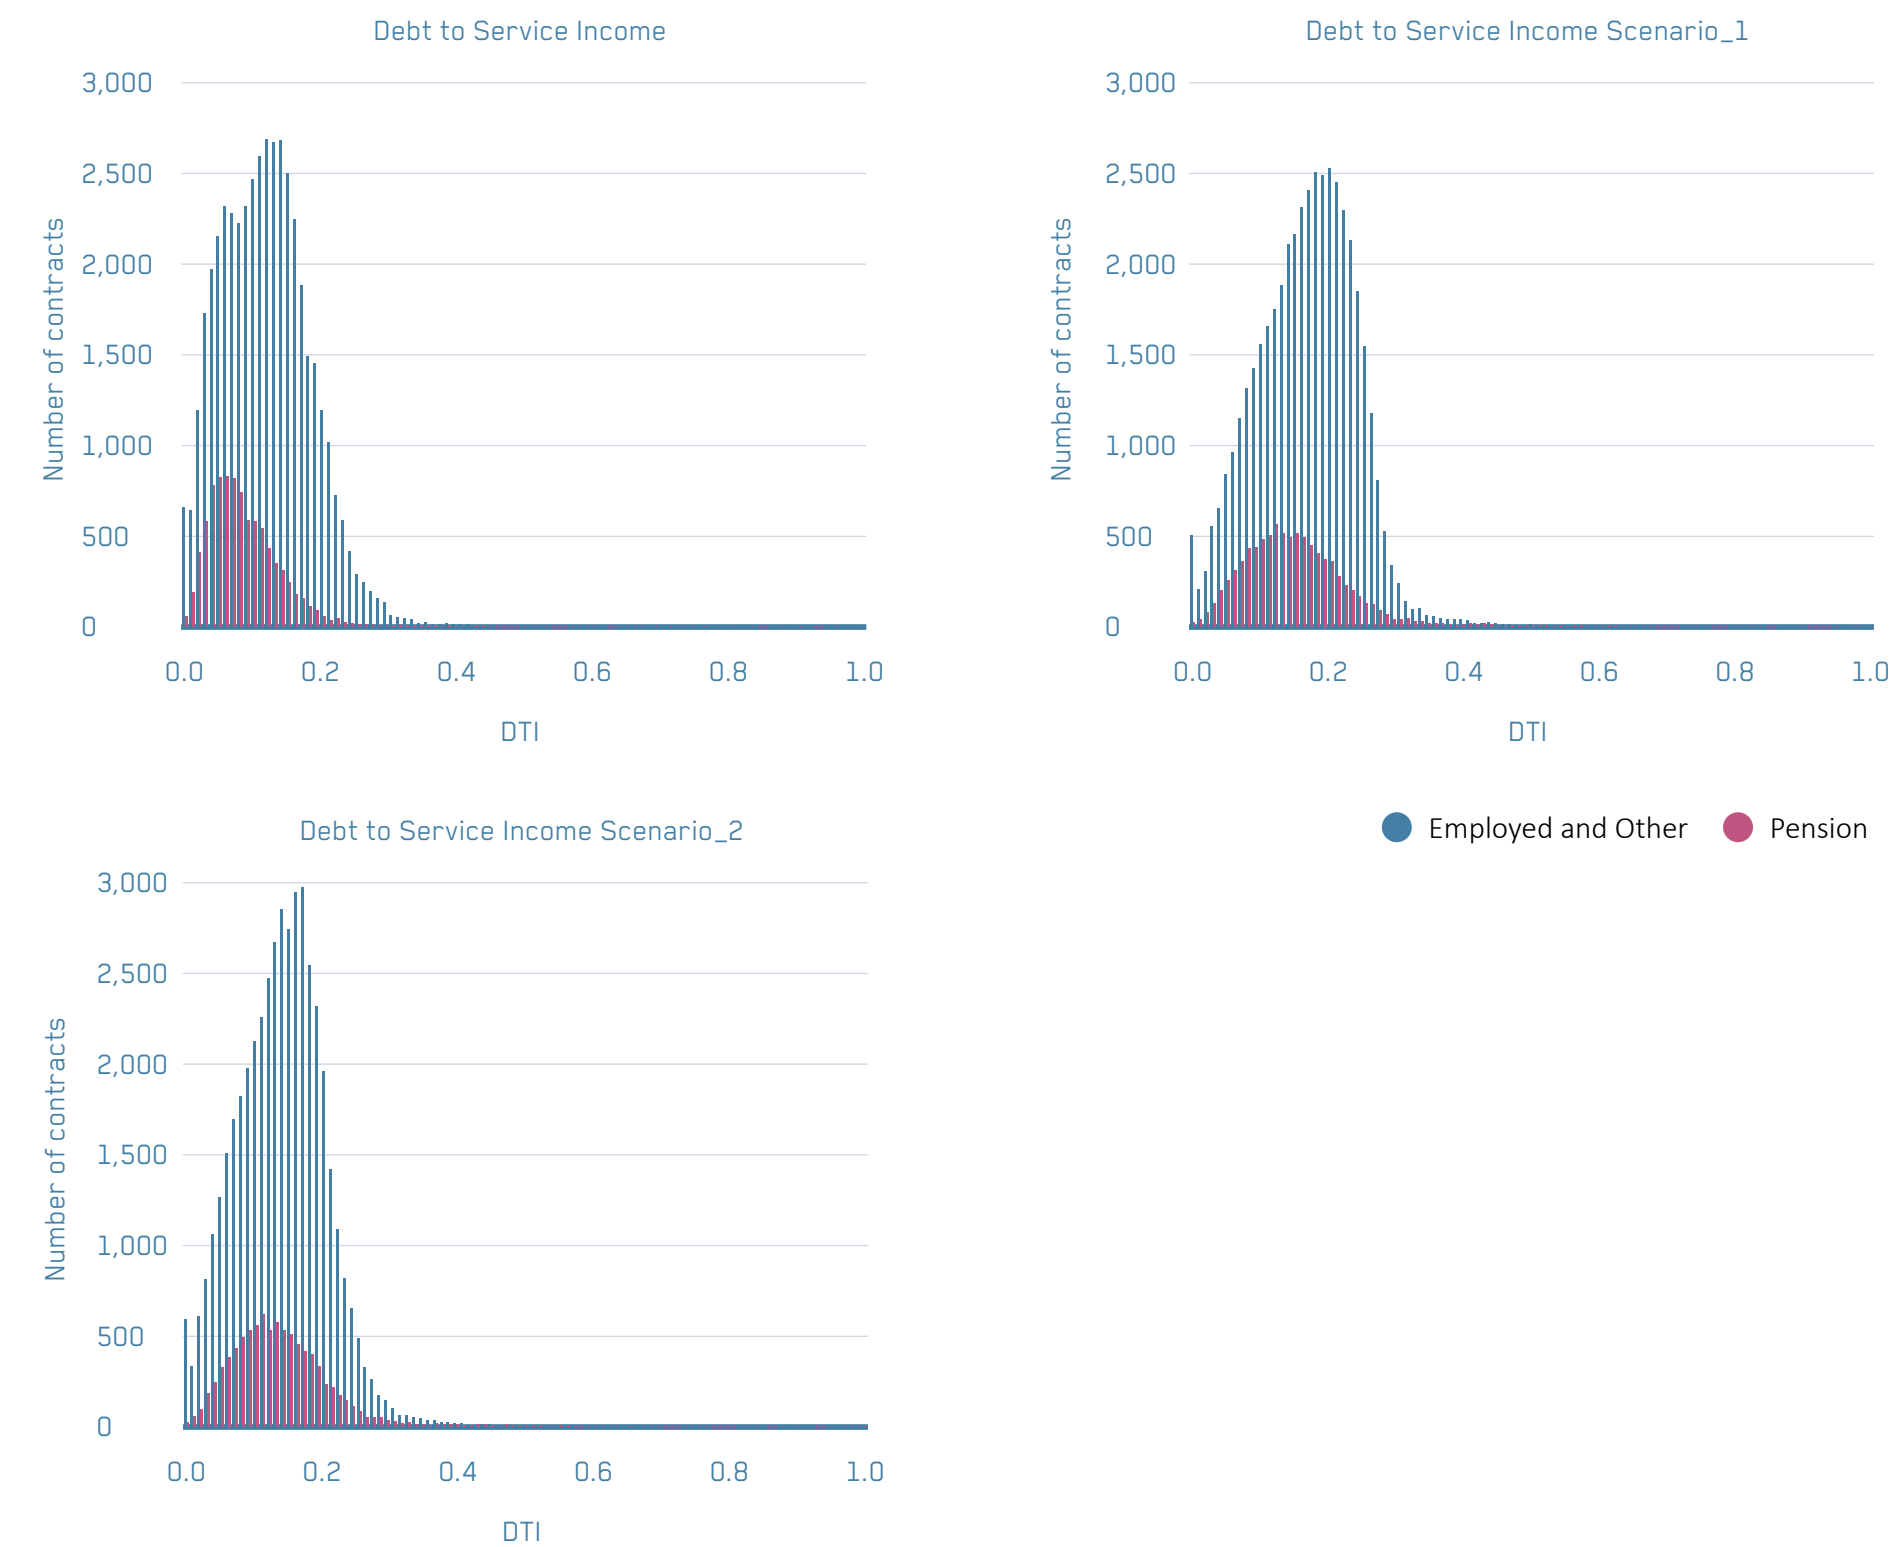 Debt to Service Income
3,000
2,500
2,000
1,500
1,000
500
0
Number of contracts
0.0 0.2 0.4 0.6 0.8 1.0
DTI
Debt to Service Income Scenario_1
3,000
2,500
2,000
1,500
1,000
500
0
Number of contracts
0.0 0.2 0.4 0.6 0.8 1.0
DTI
Debt to Service Income Scenario_2
3,000
2,500
2,000
1,500
1,000
500
0
Number of contracts
0.0 0.2 0.4 0.6 0.8 1.0
DTI
Employed and Other Pension